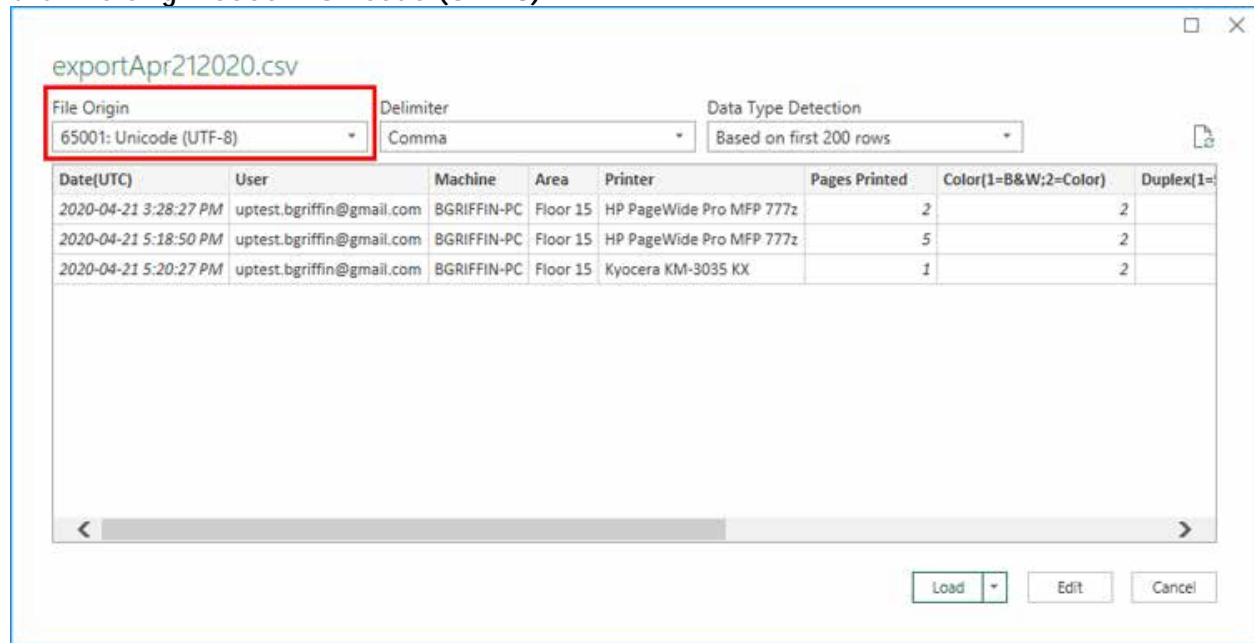 exportApr212020.csv
File Origin Delimiter Data Type Detection
65001: Unicode (UTF-8) Comma Based on first 200 rows
Date(UTC) User Machine Area Printer Pages Printed Color(1=B&W;2=Color) Duplex(1=
2020-04-21 3:28:27 PM uptest.bgriffin@gmail.com BGRIFFIN-PC Floor 15 HP PageWide Pro MFP 777z 2 2
2020-04-21 5:18:50 PM uptest.bgriffin@gmail.com BGRIFFIN-PC Floor 15 HP PageWide Pro MFP 777z 5 2
2020-04-21 5:20:27 PM uptest.bgriffin@gmail.com BGRIFFIN-PC Floor 15 Kyocera KM-3035 KX 1 2
Load Edit Cancel